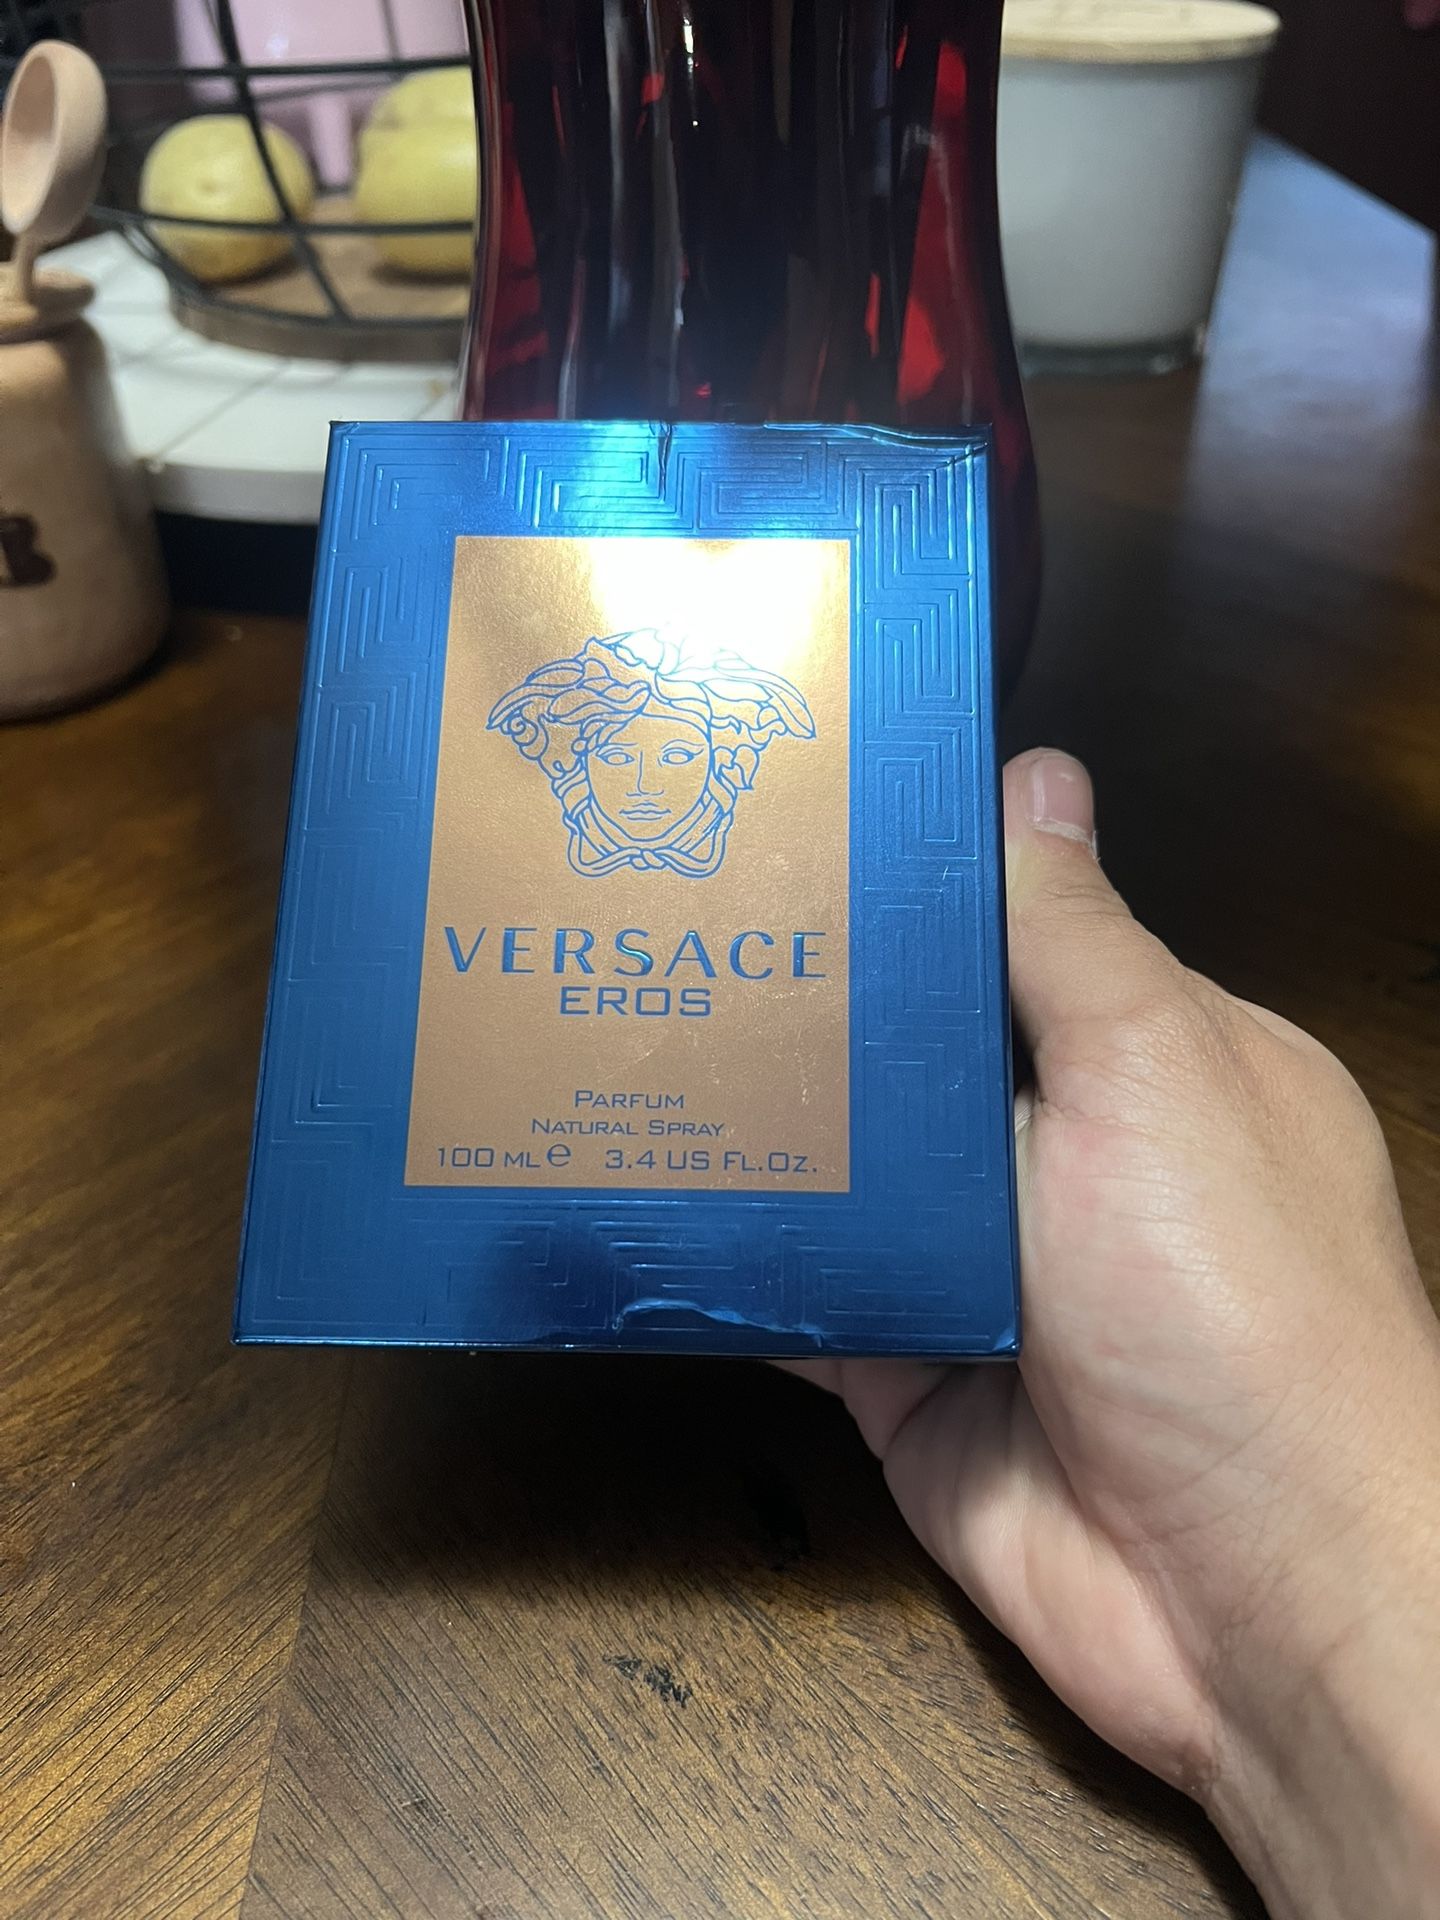 VERSACE
EROS
PARFUM
NATURAL SPRAY
100 ML e 3.4 US FL.OZ.